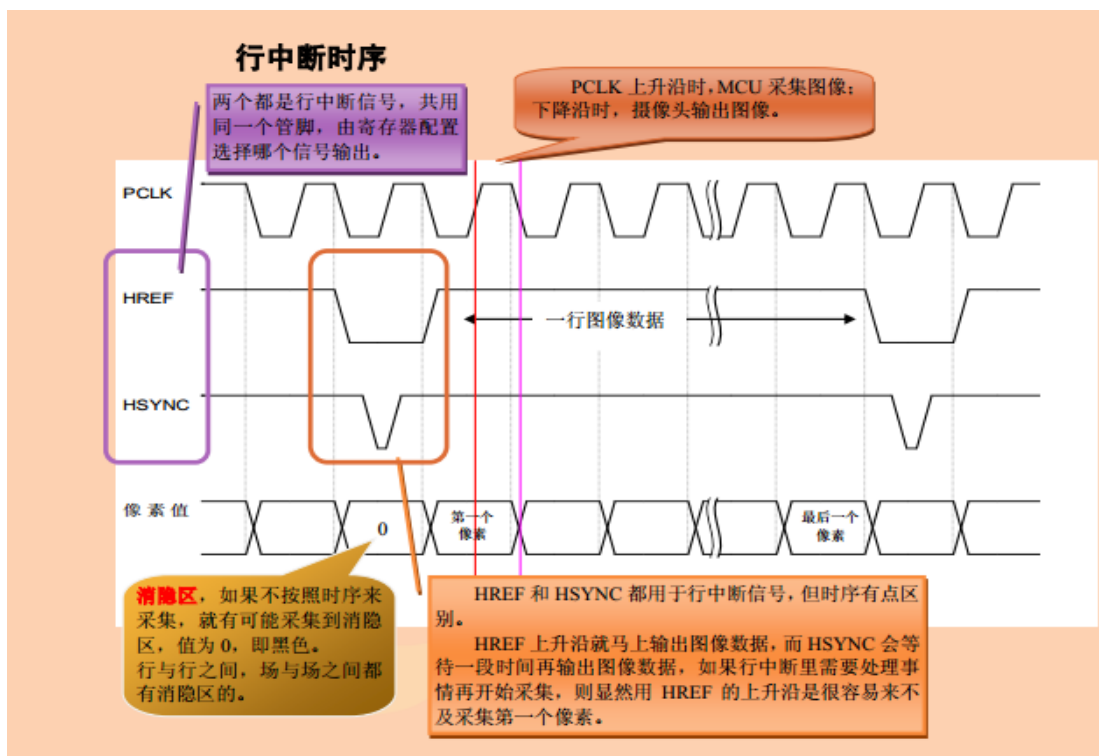 行中断时序
两个都是行中断信号，共用
同一个管脚，由寄存器配置
选择哪个信号输出。
PCLK 上升沿时，MCU 采集图像；
下降沿时，摄像头输出图像。
PCLK
HREF
一行图像数据
HSYNC
像素值
0
第一个
像素
最后一个
像素
消隐区，如果不按照时序来
采集，就有可能采集到消隐
区，值为 0，即黑色。
行与行之间，场与场之间都
有消隐区的。
HREF 和 HSYNC 都用于行中断信号，但时序有点区
别。
HREF 上升沿就马上输出图像数据，而 HSYNC 会等
待一段时间再输出图像数据，如果行中断里需要处理事
情再开始采集，则显然用 HREF 的上升沿是很容易来不
及采集第一个像素。